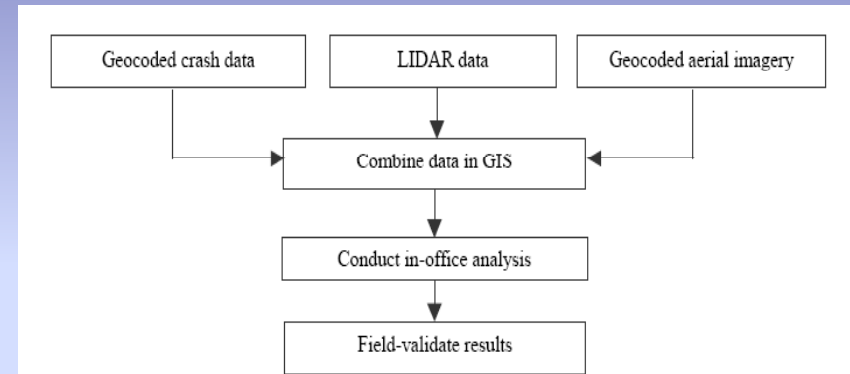 Geocoded crash data
LIDAR data
Geocoded aerial imagery
Combine data in GIS
Conduct in-office analysis
Field-validate results